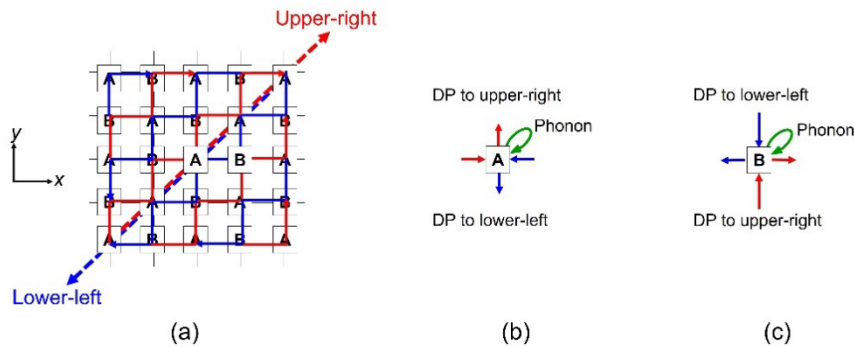 Upper-right
A B A B A
B A B A B
A B A B A
B A B A B
A B A B A
y
x
Lower-left
(a)
DP to upper-right
Phonon
A
DP to lower-left
(b)
DP to lower-left
Phonon
B
DP to upper-right
(c)